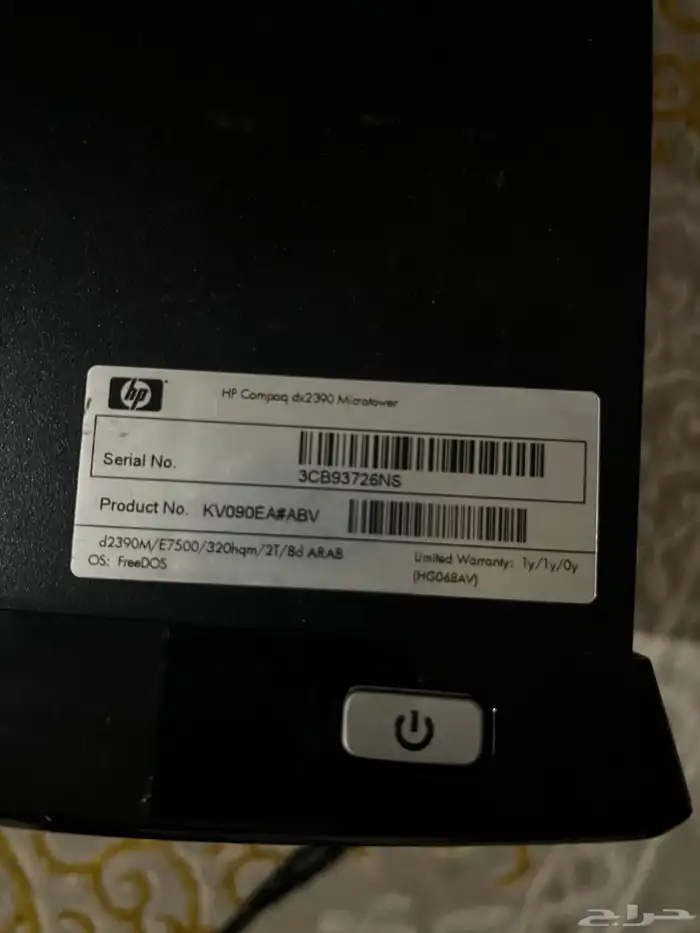 hp
HP Compaq dx2390 Microtower
Serial No.
3CB93726NS
Product No. KV090EA#ABV
d2390M/E7500/320hqm/2T/8d ARAB
Limited Warranty: 1y/1y/0y
OS: FreeDOS
(HG068AV)
حراج